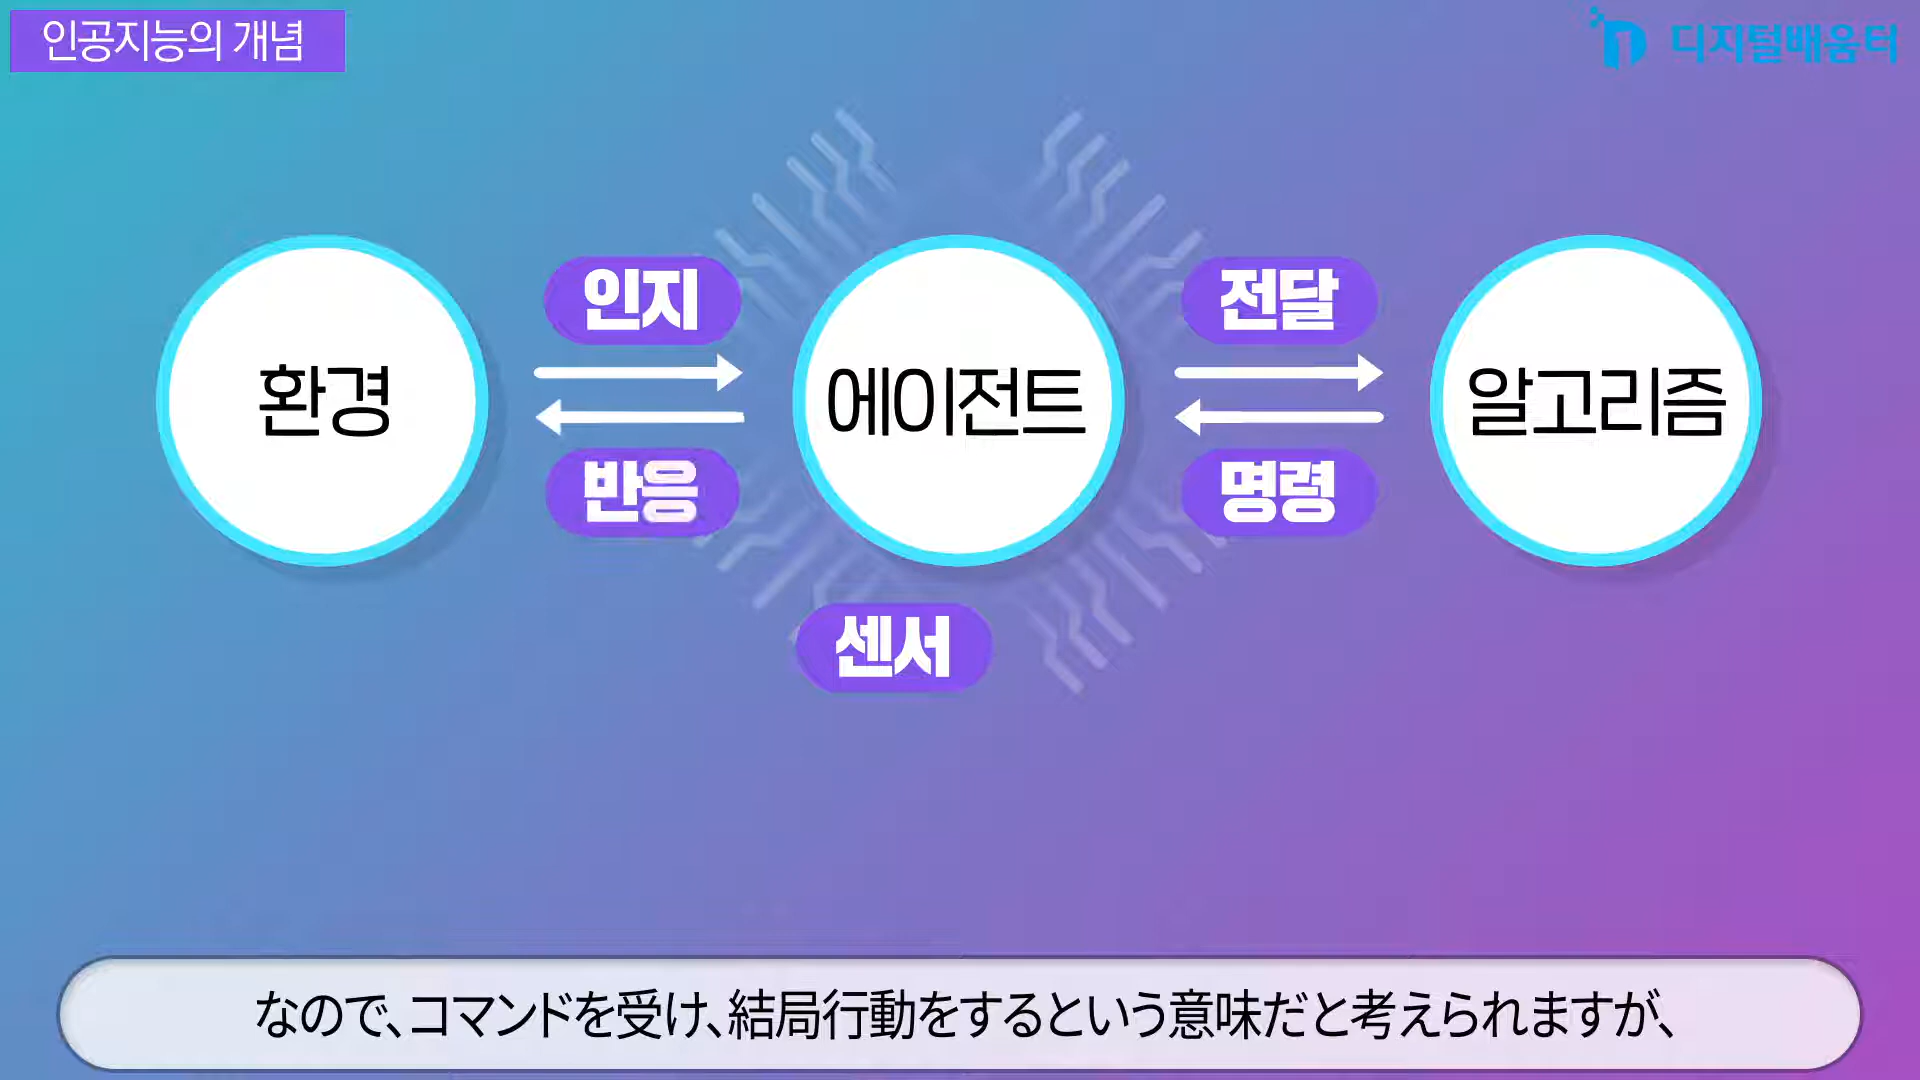 인공지능의 개념
디지털배움터
인지
전달
환경
에이전트
알고리즘
반응
명령
센서
なので、コマンドを受け、結局行動をするという意味だと考えられますが、